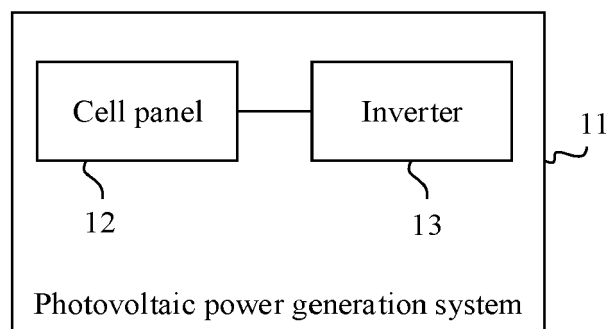 Cell panel
Inverter
11
12
13
Photovoltaic power generation system